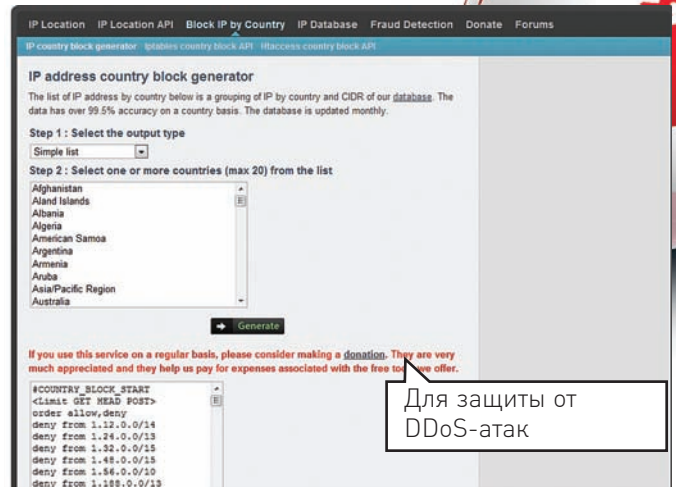 IP Location IP Location API Block IP by Country IP Database Fraud Detection Donate Forums
IP country block generator Iptables country block API Htaccess country block API
IP address country block generator
The list of IP address by country below is a grouping of IP by country and CIDR of our database. The
data has over 99.5% accuracy on a country basis. The database is updated monthly.
Step 1 : Select the output type
Simple list
Step 2 : Select one or more countries (max 20) from the list
Afghanistan
Aland Islands
Albania
Algeria
American Samoa
Argentina
Armenia
Aruba
Asia/Pacific Region
Australia
Generate
If you use this service on a regular basis, please consider making a donation. They are very
much appreciated and they help us pay for expenses associated with the free we offer.
#COUNTRY_BLOCK_START
<Limit GET HEAD POST>
order allow,deny
deny from 1.12.0.0/14
deny from 1.24.0.0/13
deny from 1.32.0.0/15
deny from 1.48.0.0/15
deny from 1.56.0.0/10
deny from 1.188.0.0/13
Для защиты от
DDoS-атак